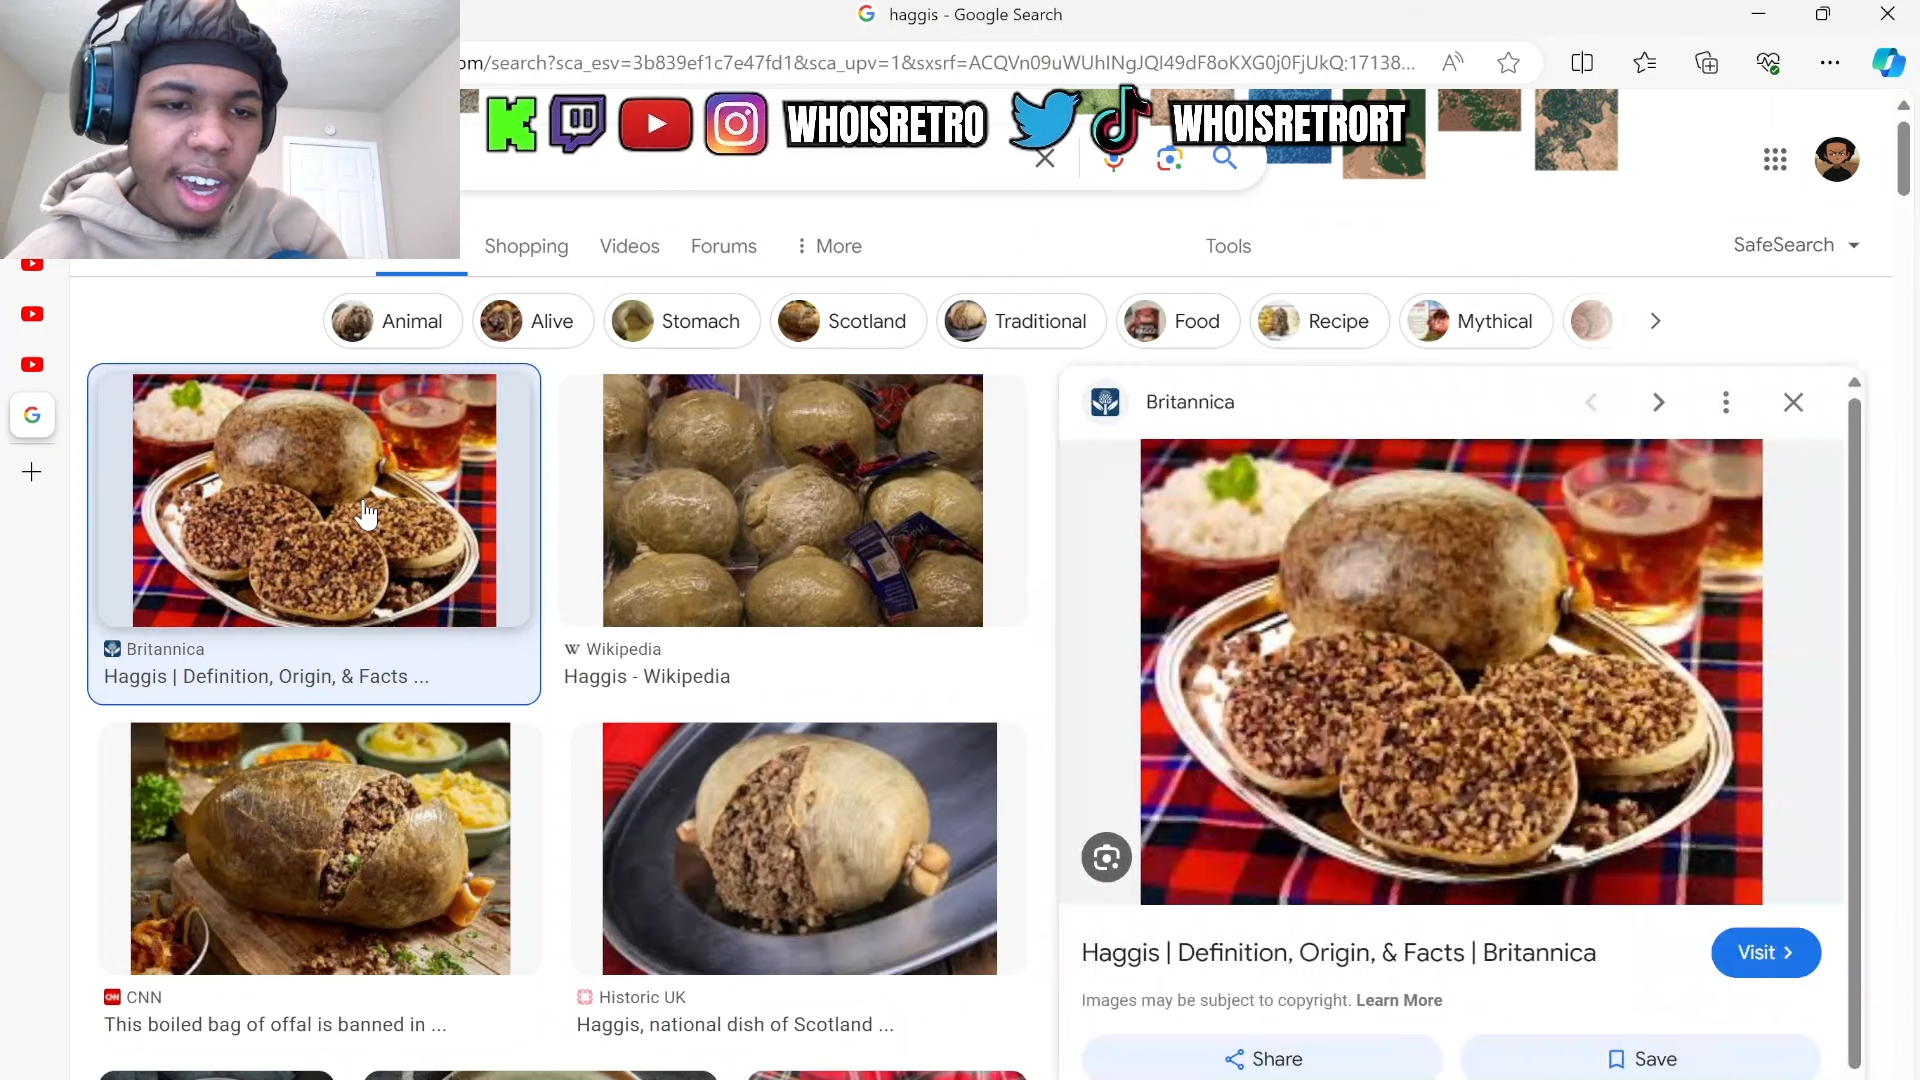 haggis - Google Search
om/search?sca_esv=3b839ef1c7e47fd1&sca_upv=1&sxsrf=ACQVn09uWUhINgJQI49dF8oKXG0j0FjUkQ:17138...
WHOISRETRO
WHOISRETRORT
Shopping
Videos
Forums
More
Tools
SafeSearch
Animal
Alive
Stomach
Scotland
Traditional
Food
Recipe
Mythical
Britannica
Haggis | Definition, Origin, & Facts ...
W Wikipedia
Haggis - Wikipedia
Britannica
CNN
This boiled bag of offal is banned in ...
Historic UK
Haggis, national dish of Scotland ...
Haggis | Definition, Origin, & Facts | Britannica
Visit
Images may be subject to copyright. Learn More
Share
Save